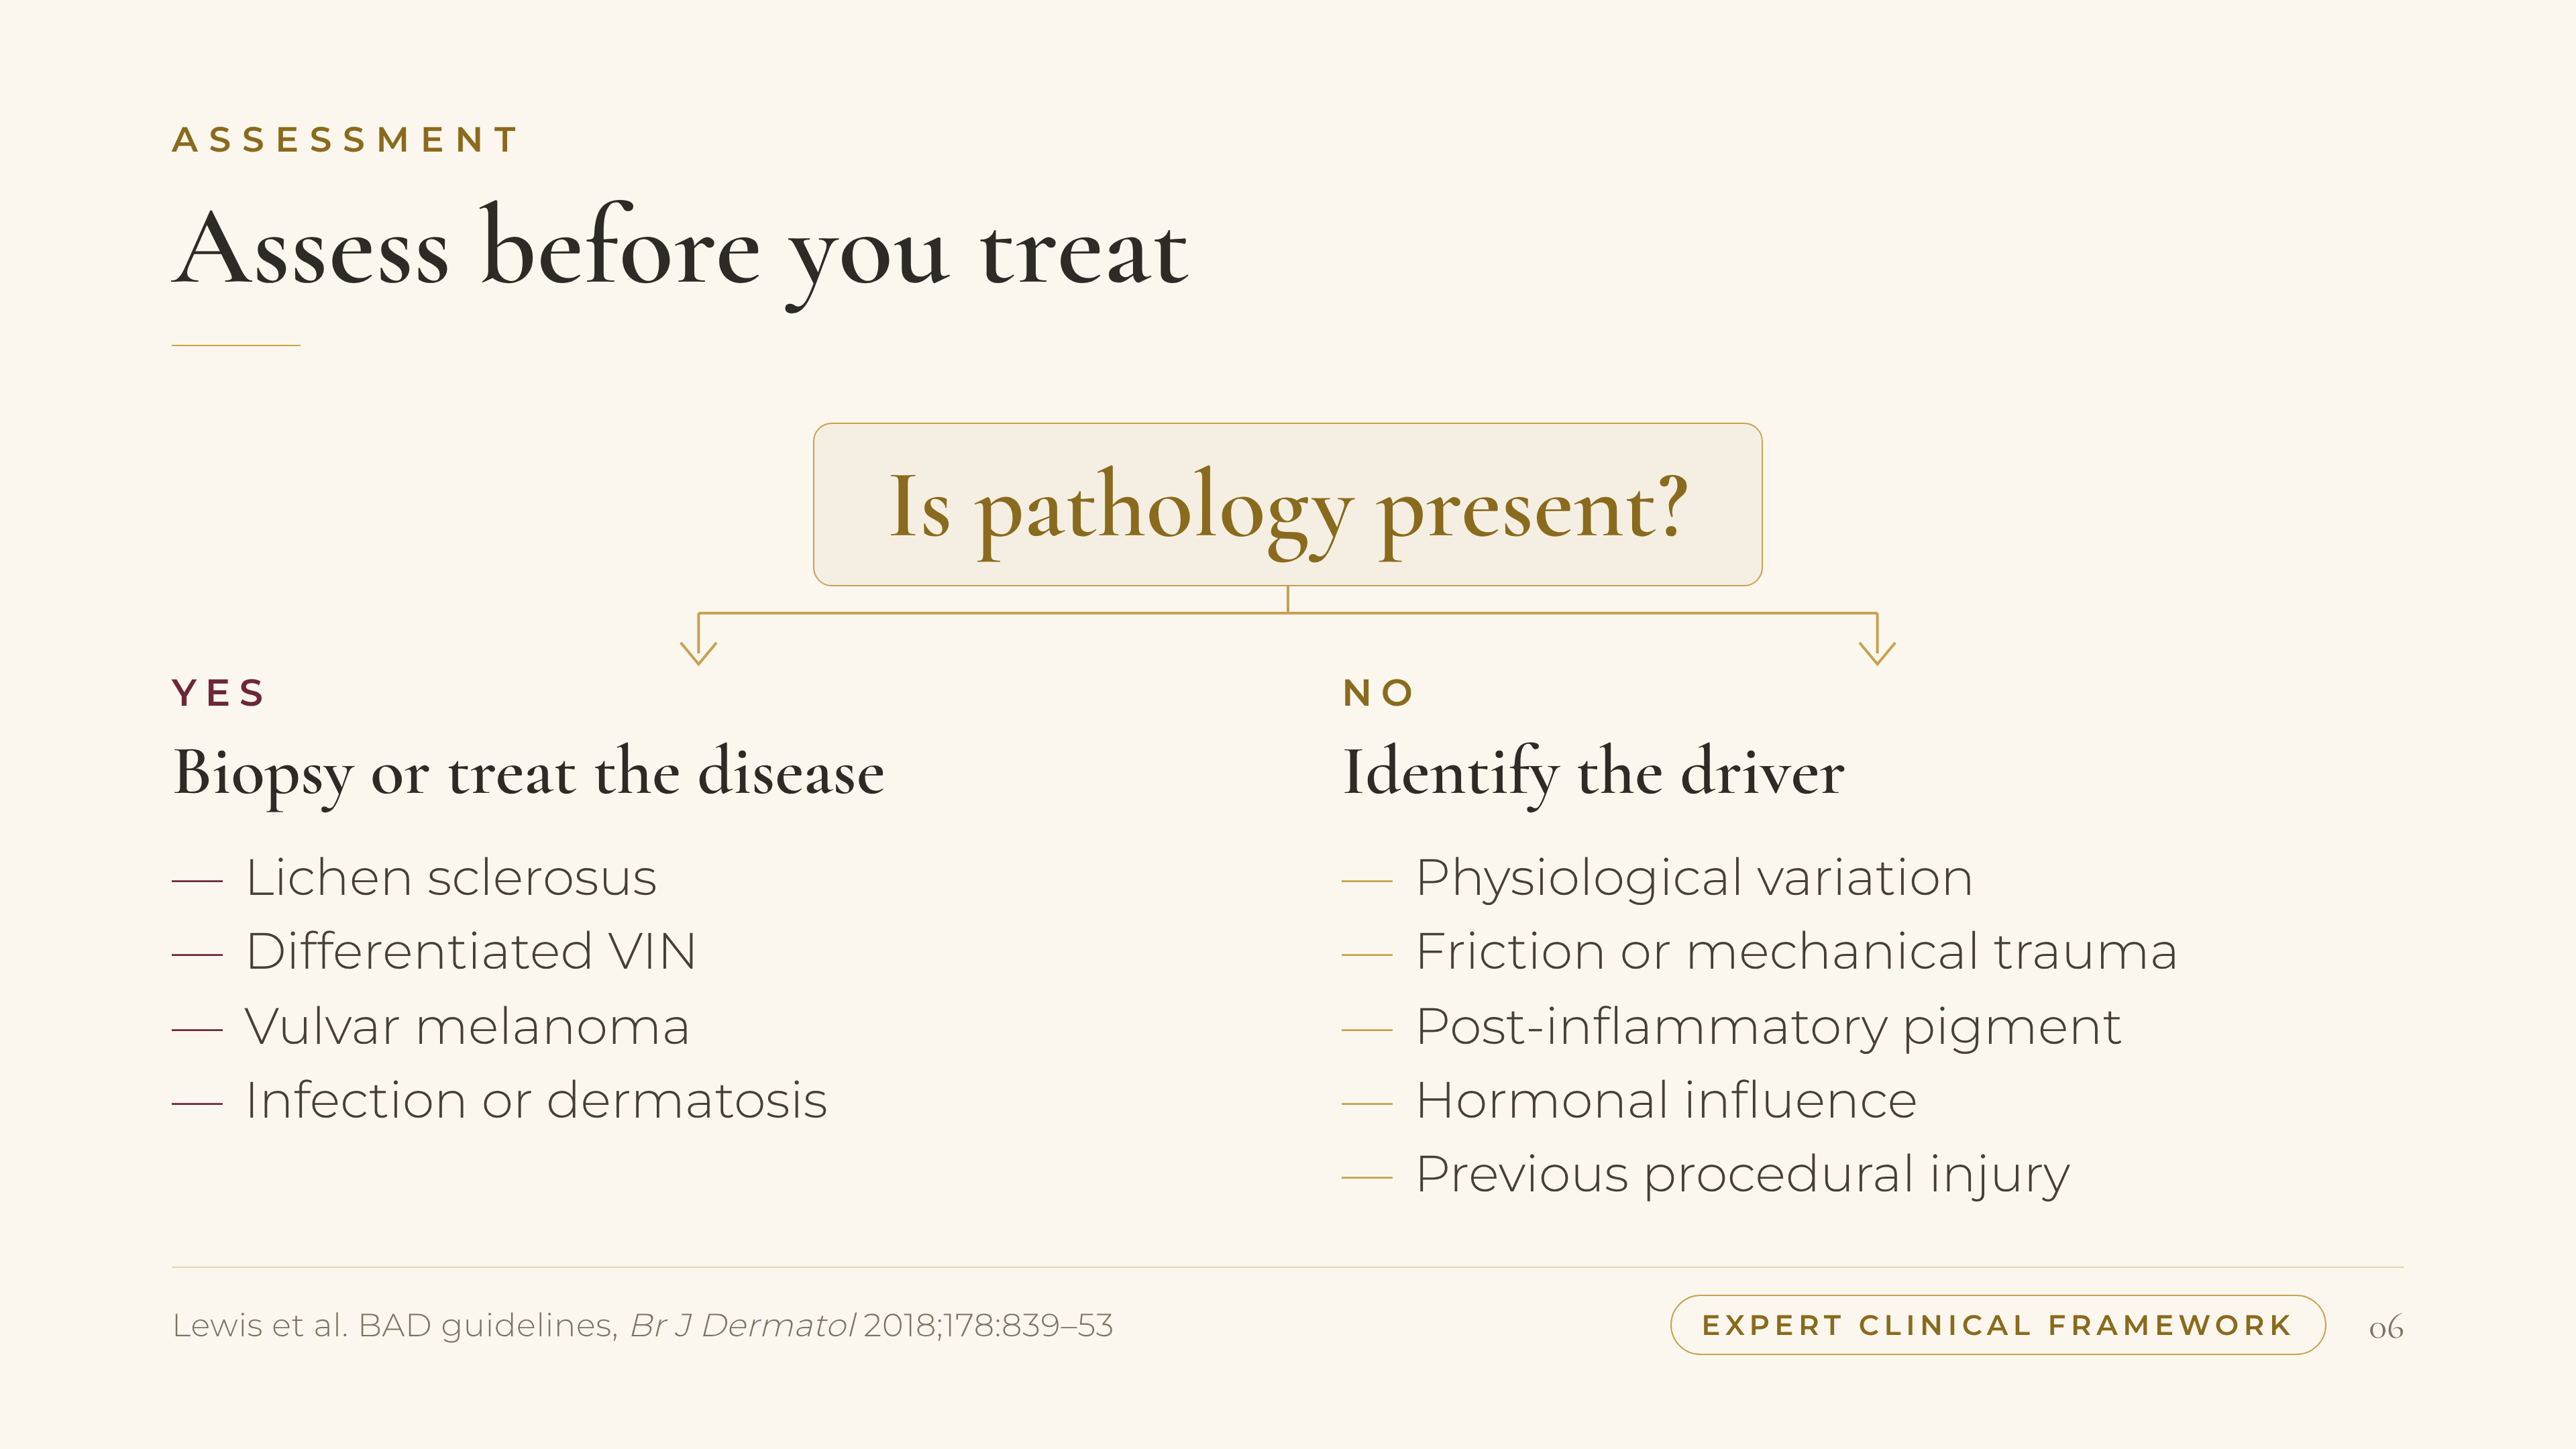 ASSESSMENT
Assess before you treat
Is pathology present?
YES
Biopsy or treat the disease
— Lichen sclerosus
— Differentiated VIN
— Vulvar melanoma
— Infection or dermatosis
NO
Identify the driver
— Physiological variation
— Friction or mechanical trauma
— Post-inflammatory pigment
— Hormonal influence
— Previous procedural injury
Lewis et al. BAD guidelines, Br J Dermatol 2018;178:839–53
EXPERT CLINICAL FRAMEWORK
06